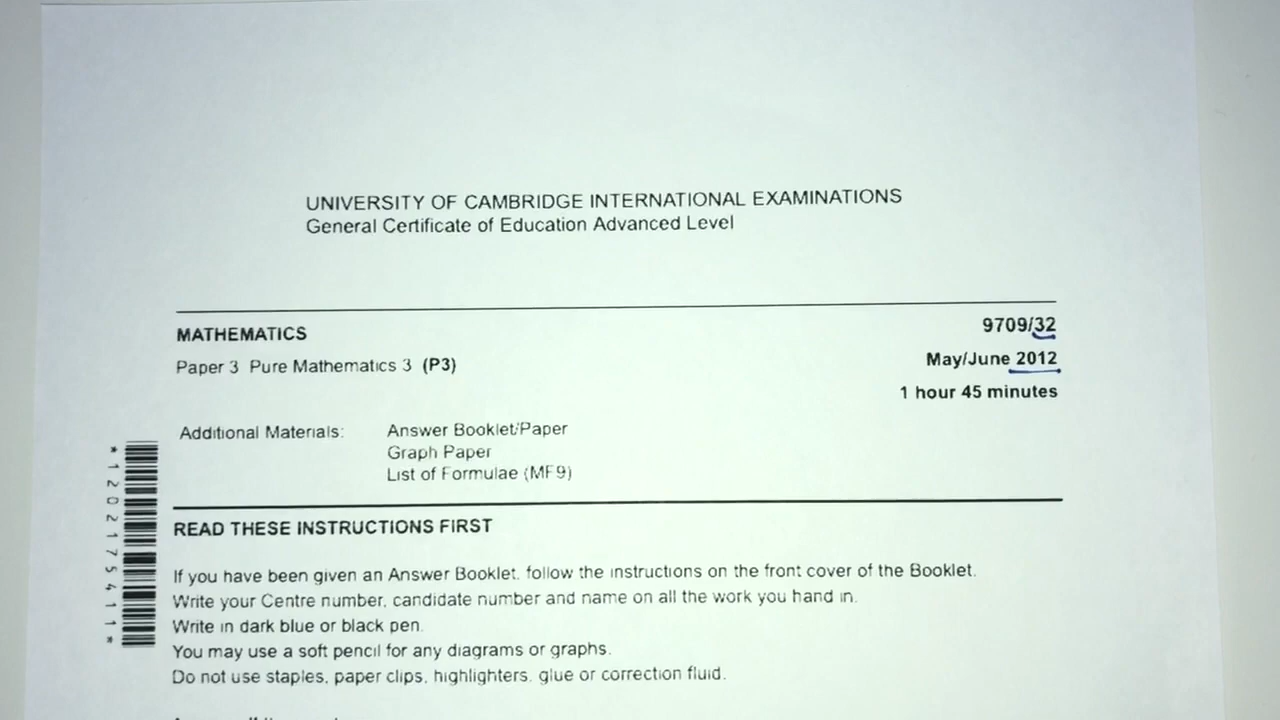 UNIVERSITY OF CAMBRIDGE INTERNATIONAL EXAMINATIONS
General Certificate of Education Advanced Level
MATHEMATICS
9709/32
Paper 3 Pure Mathematics 3 (P3)
May/June 2012
1 hour 45 minutes
Additional Materials: Answer Booklet/Paper
Graph Paper
List of Formulae (MF9)
*1202175411*
READ THESE INSTRUCTIONS FIRST
If you have been given an Answer Booklet, follow the instructions on the front cover of the Booklet.
Write your Centre number, candidate number and name on all the work you hand in.
Write in dark blue or black pen.
You may use a soft pencil for any diagrams or graphs.
Do not use staples, paper clips, highlighters, glue or correction fluid.